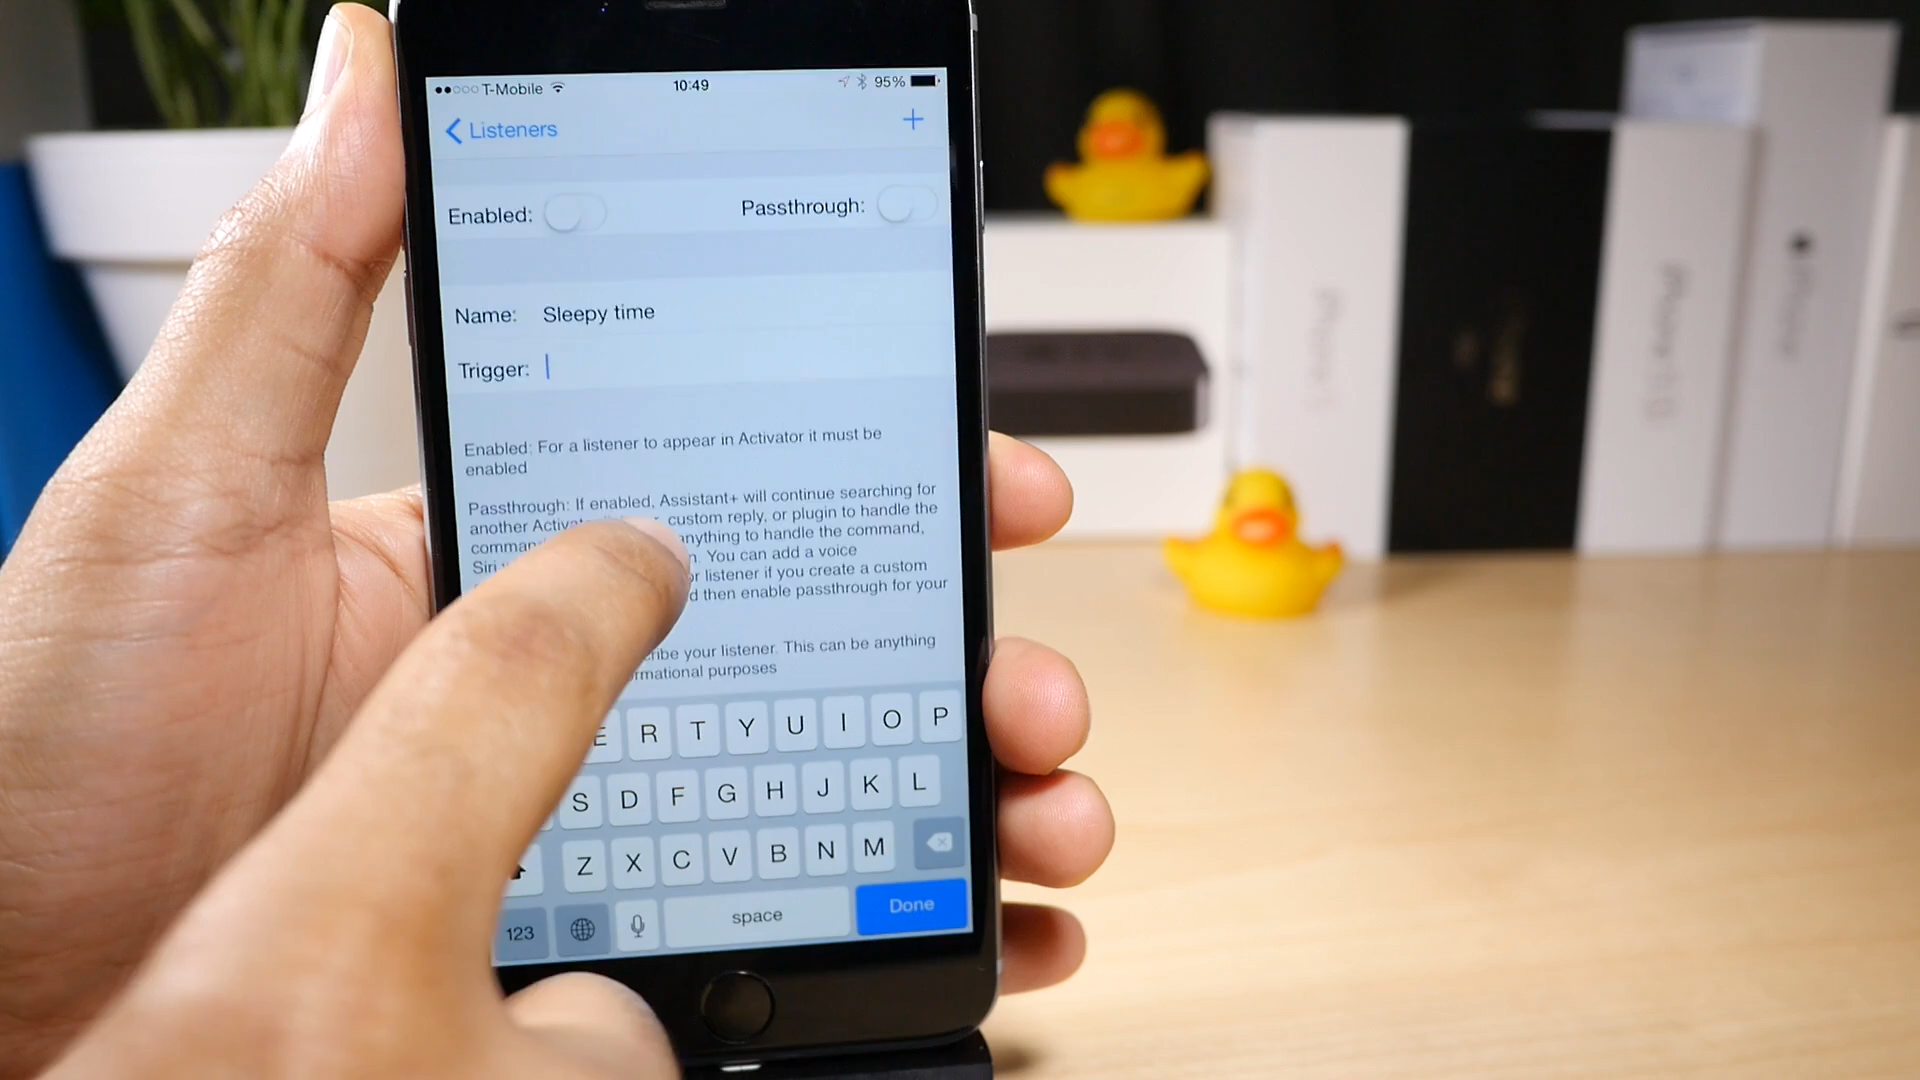 T-Mobile 10:49 95%
Listeners +
Enabled: Passthrough:
Name: Sleepy time
Trigger:
Enabled: For a listener to appear in Activator it must be
enabled
Passthrough: If enabled, Assistant+ will continue searching for
another custom reply, or plugin to handle the
anything to handle the command,
Siri You can add a voice
listener if you create a custom
then enable passthrough for your
your listener. This can be anything
purposes
E R T Y U I O P
S D F G H J K L
Z X C V B N M
123 space Done